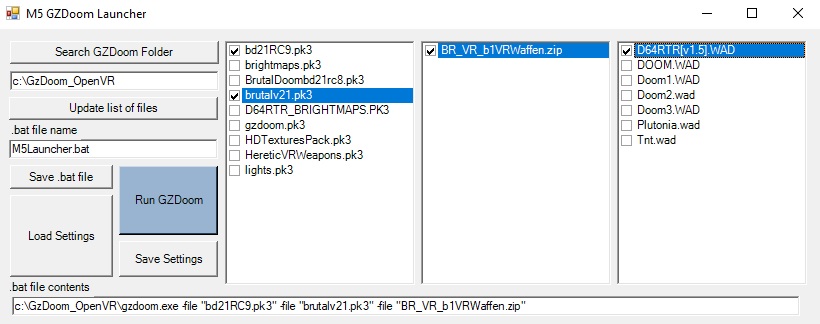 M5 GZDoom Launcher
Search GZDoom Folder
c:\GzDoom_OpenVR
Update list of files
.bat file name
M5Launcher.bat
Save .bat file
Run GZDoom
Load Settings
Save Settings
bd21RC9.pk3
brightmaps.pk3
BrutalDoombd21rc8.pk3
brutalv21.pk3
D64RTR_BRIGHTMAPS.PK3
gzdoom.pk3
HDTexturesPack.pk3
HereticVRWeapons.pk3
lights.pk3
BR_VR_b1VRWaffen.zip
D64RTR[v1.5].WAD
DOOM.WAD
Doom1.WAD
Doom2.wad
Doom3.WAD
Plutonia.wad
Tnt.wad
.bat file contents
c:\GzDoom_OpenVR\gzdoom.exe -file "bd21RC9.pk3" -file "brutalv21.pk3" -file "BR_VR_b1VRWaffen.zip"